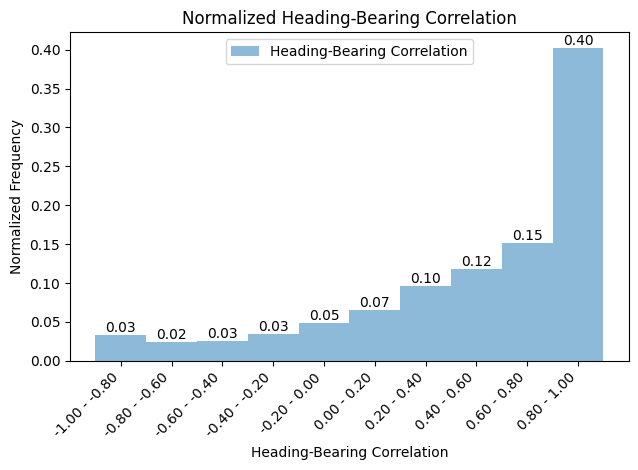 Normalized Heading-Bearing Correlation
Heading-Bearing Correlation
Normalized Frequency
0.40
0.35
0.30
0.25
0.20
0.15
0.10
0.05
0.00
0.03
0.02
0.03
0.03
0.05
0.07
0.10
0.12
0.15
0.40
-1.00 - -0.80
-0.80 - -0.60
-0.60 - -0.40
-0.40 - -0.20
-0.20 - 0.00
0.00 - 0.20
0.20 - 0.40
0.40 - 0.60
0.60 - 0.80
0.80 - 1.00
Heading-Bearing Correlation